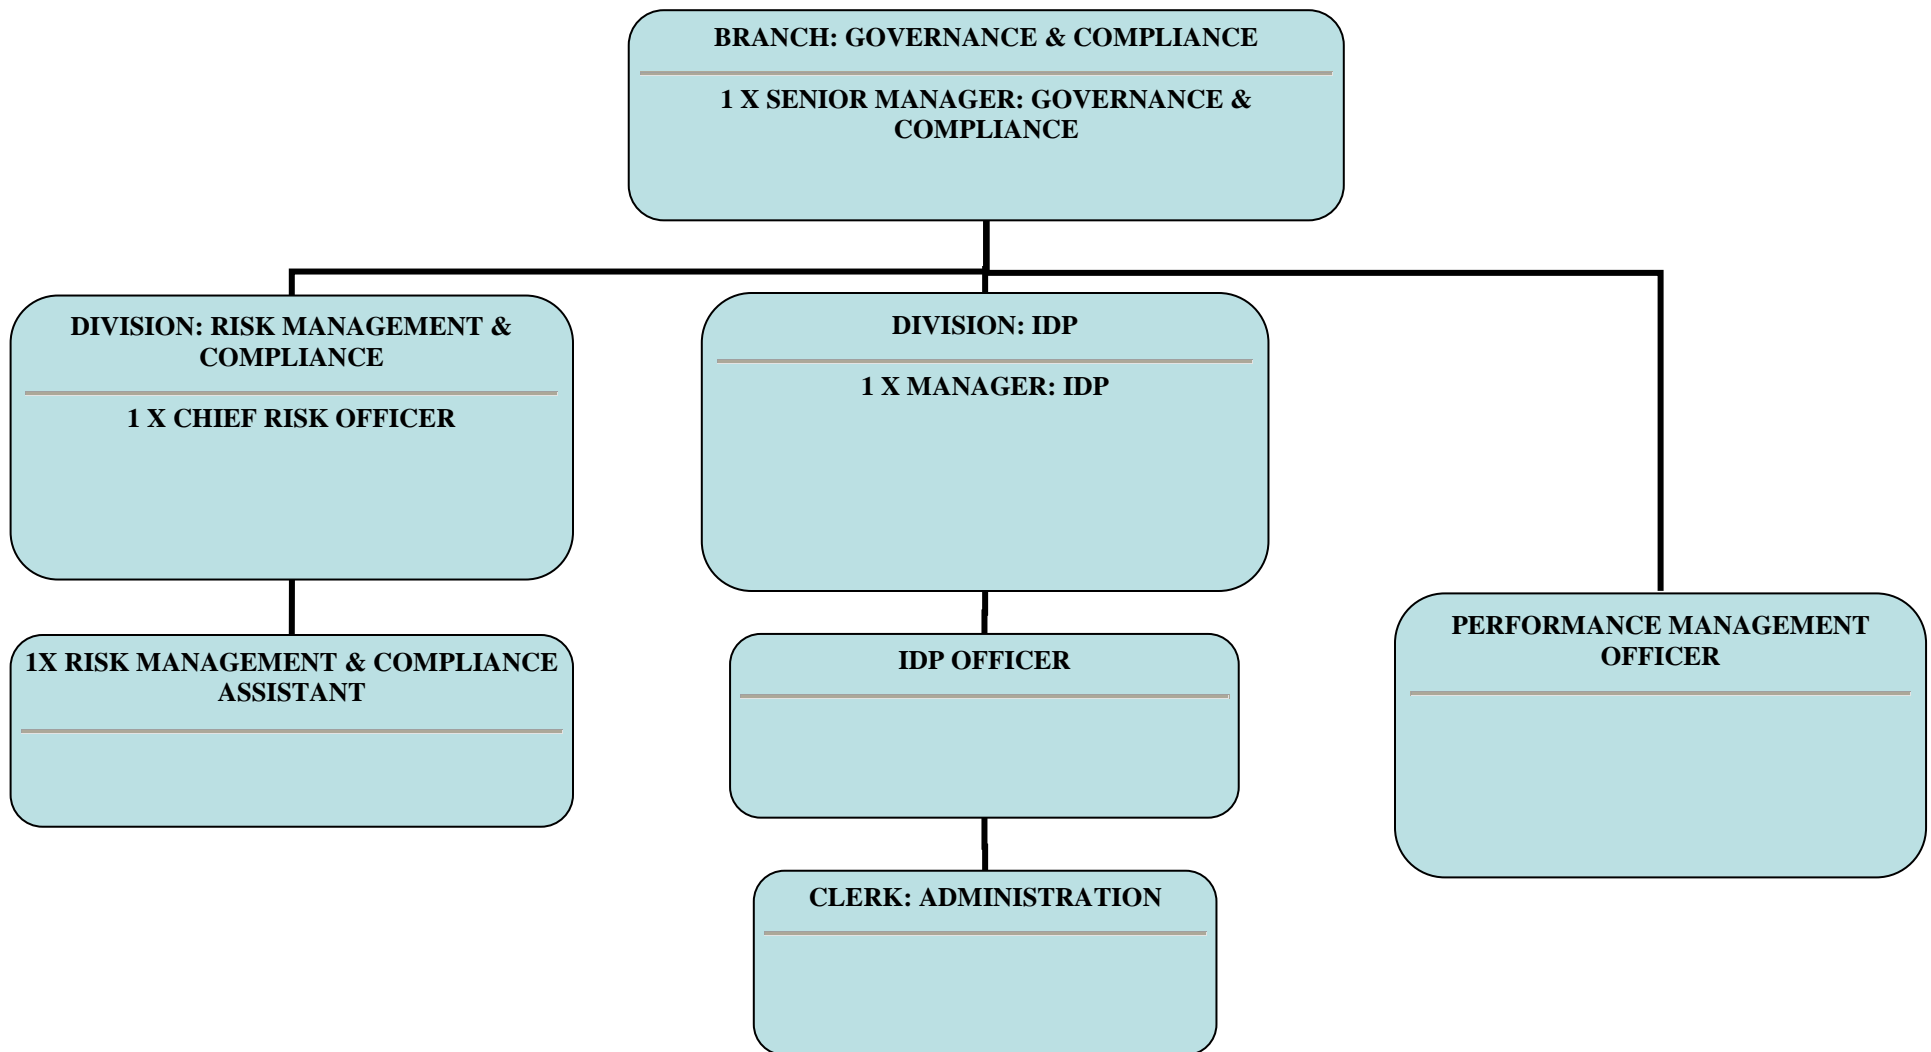 BRANCH: GOVERNANCE & COMPLIANCE
1 X SENIOR MANAGER: GOVERNANCE &
COMPLIANCE
DIVISION: RISK MANAGEMENT &
COMPLIANCE
1 X CHIEF RISK OFFICER
DIVISION: IDP
1 X MANAGER: IDP
1X RISK MANAGEMENT & COMPLIANCE
ASSISTANT
IDP OFFICER
PERFORMANCE MANAGEMENT
OFFICER
CLERK: ADMINISTRATION